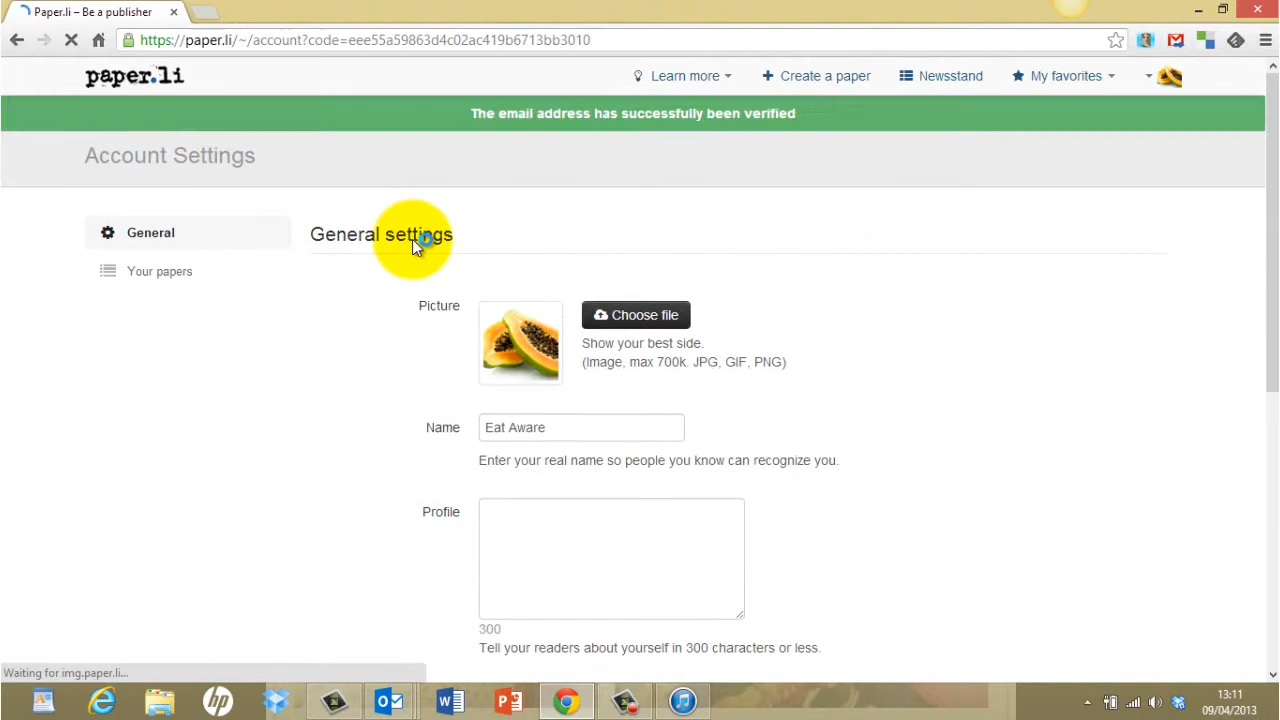 Paper.li – Be a publisher
https://paper.li/~/account?code=eee55a59863d4c02ac419b6713bb3010
paper.li
Learn more
Create a paper
Newsstand
My favorites
The email address has successfully been verified
Account Settings
General
Your papers
General settings
Picture
Choose file
Show your best side.
(Image, max 700k. JPG, GIF, PNG)
Name
Eat Aware
Enter your real name so people you know can recognize you.
Profile
300
Tell your readers about yourself in 300 characters or less.
Waiting for img.paper.li...
13:11
09/04/2013